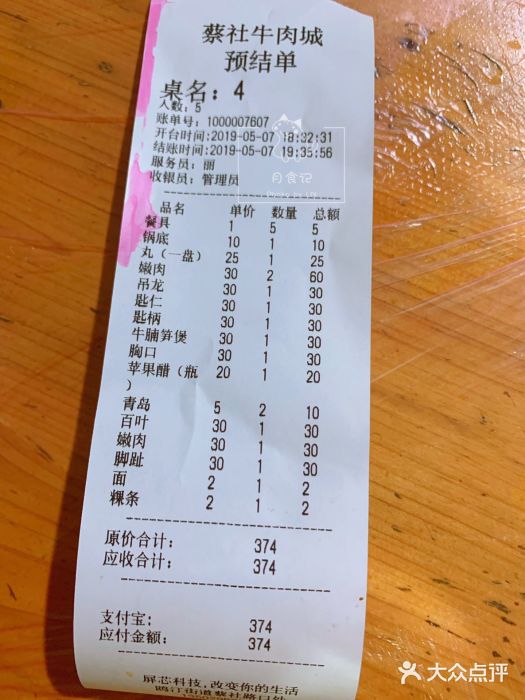 蔡社牛肉城
预结单
桌名：4
人数：5
账单号：1000007607
开台时间:2019-05-07 18:32:31
结账时间:2019-05-07 19:35:56
服务员：丽
收银员：管理员
品名 单价 数量 总额
餐具 1 5 5
锅底 10 1 10
丸（一盘） 25 1 25
嫩肉 30 2 60
吊龙 30 1 30
匙仁 30 1 30
匙柄 30 1 30
牛腩笋煲 30 1 30
胸口 30 1 30
苹果醋（瓶 20 1 20
）
青岛 5 2 10
百叶 30 1 30
嫩肉 30 1 30
脚趾 30 1 30
面 2 1 2
粿条 2 1 2
原价合计： 374
应收合计： 374
支付宝： 374
应付金额： 374
屏芯科技，改变你的生活
月食记
大众点评